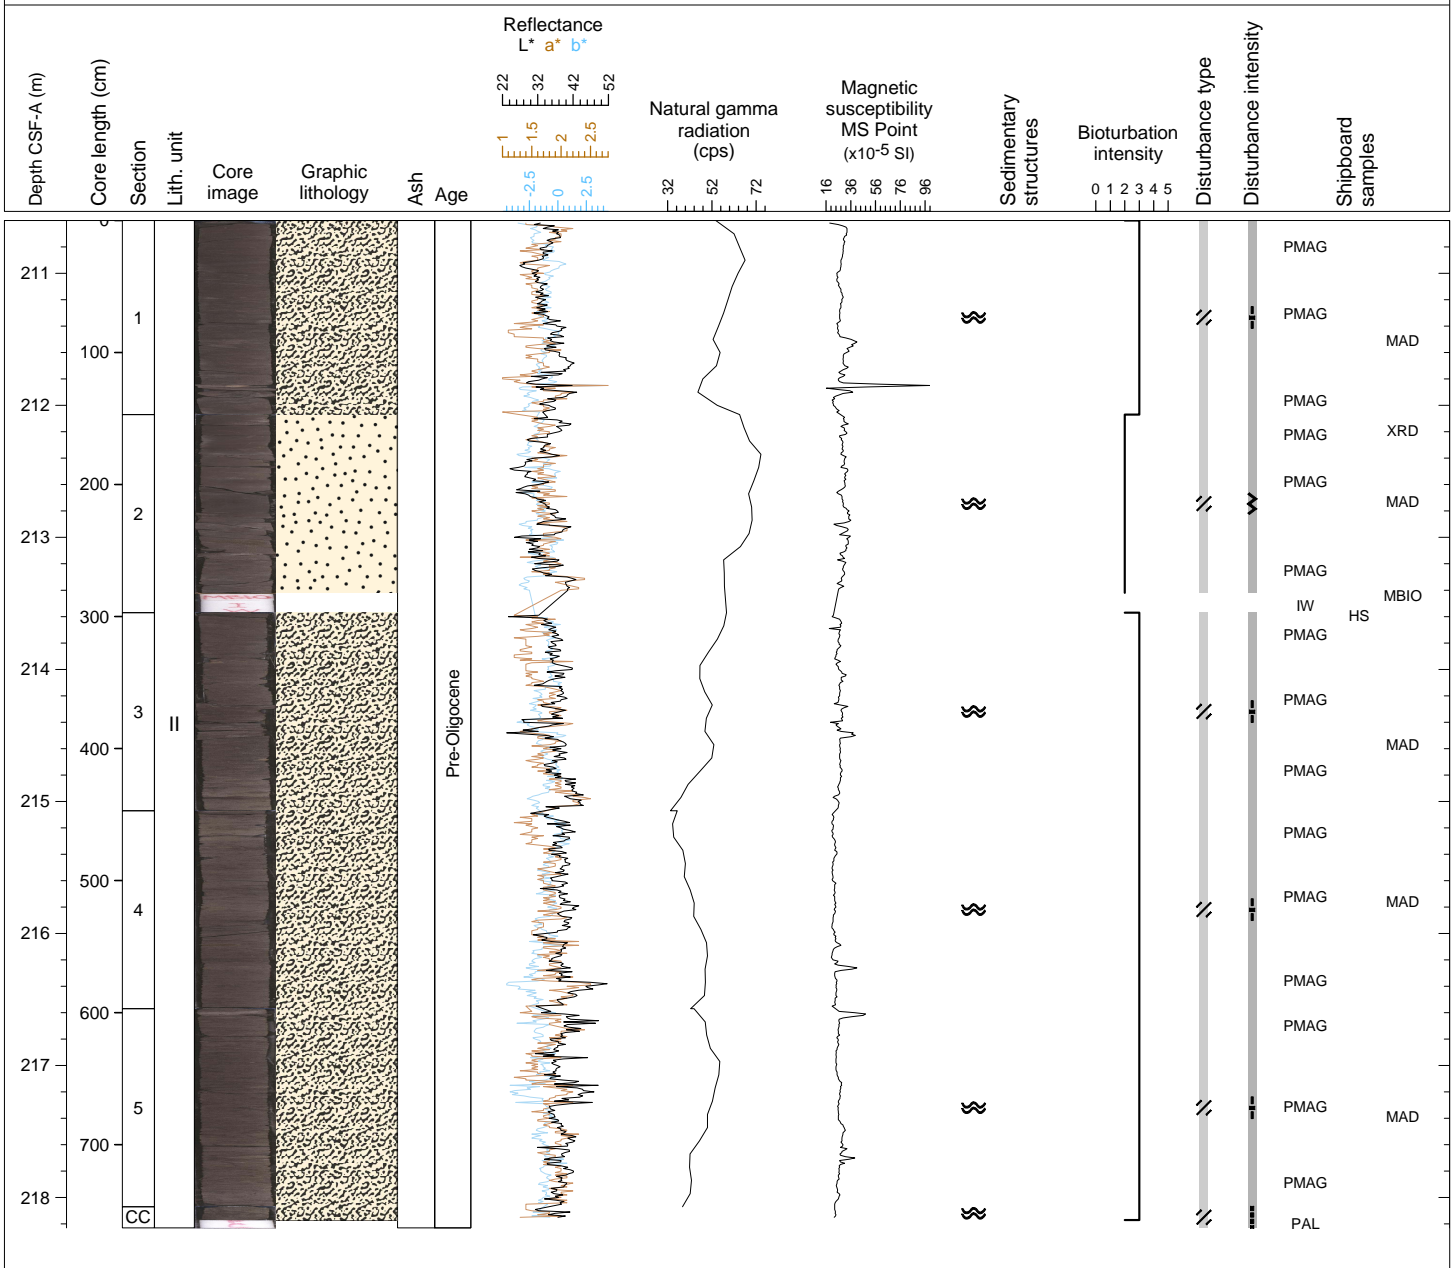 Reflectance
L* a* b*
22 32 42 52
1 1.5 2 2.5
-2.5 0 2.5
Depth CSF-A (m)
Core length (cm)
Section
Lith. unit
Core
image
Graphic
lithology
Ash
Age
Natural gamma
radiation
(cps)
32 52 72
Magnetic
susceptibility
MS Point
(x10-5 SI)
16 36 56 76 96
Sedimentary
structures
Bioturbation
intensity
0 1 2 3 4 5
Disturbance type
Disturbance intensity
Shipboard
samples
0
PMAG
211
1
PMAG
MAD
100
212
PMAG
XRD
PMAG
200
PMAG
2
MAD
213
PMAG
MBIO
IW
HS
300
PMAG
214
PMAG
3
II
Pre-Oligocene
400
MAD
PMAG
215
PMAG
500
PMAG
MAD
4
216
PMAG
600
PMAG
217
5
PMAG
MAD
700
PMAG
218
CC
PAL